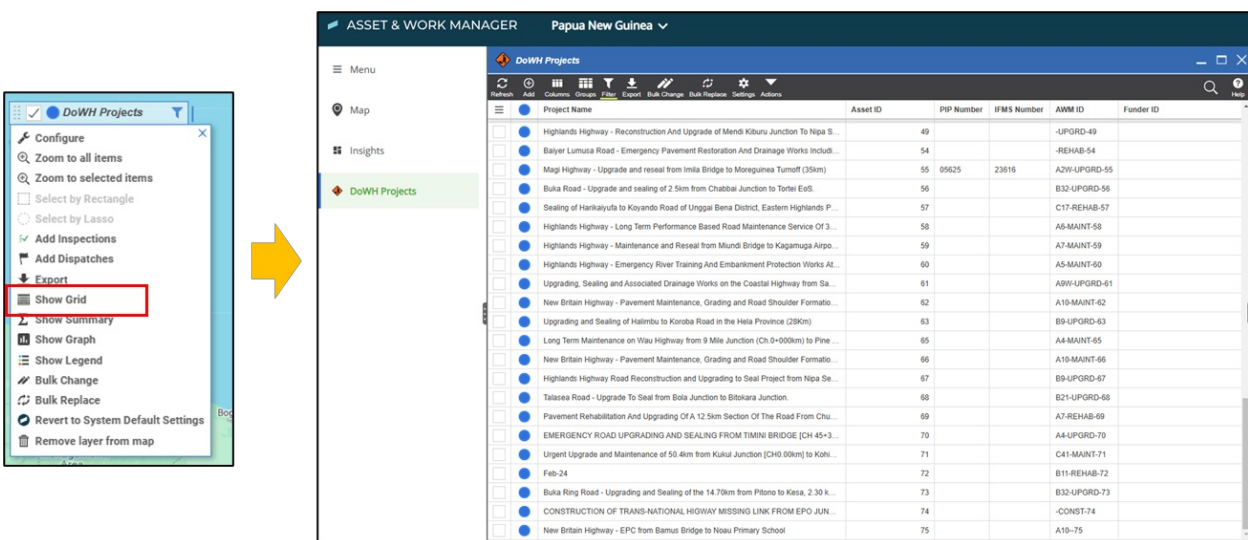 DoWH Projects
Configure
Zoom to all items
Zoom to selected items
Select by Rectangle
Select by Lasso
Add Inspections
Add Dispatches
Export
Show Grid
Show Summary
Show Graph
Show Legend
Bulk Change
Bulk Replace
Revert to System Default Settings
Remove layer from map
Area
ASSET & WORK MANAGER Papua New Guinea
Menu
Map
Insights
DoWH Projects
DoWH Projects
Refresh Add Columns Groups Filter Export Bulk Change Bulk Replace Settings Actions Help
Project Name Asset ID PIP Number IFMS Number AWM ID Funder ID
Highlands Highway - Reconstruction And Upgrade of Mendi Kiburu Junction To Nipa S... 49 -UPGRD-49
Baiyer Lumusa Road - Emergency Pavement Restoration And Drainage Works Includi... 54 -REHAB-54
Magi Highway - Upgrade and reseal from Imila Bridge to Moreguinea Turnoff (35km) 55 05625 23616 A2W-UPGRD-55
Buka Road - Upgrade and sealing of 2.5km from Chabbai Junction to Tortei EoS. 56 B32-UPGRD-56
Sealing of Harikaiyufa to Koyando Road of Unggai Bena District, Eastern Highlands P... 57 C17-REHAB-57
Highlands Highway - Long Term Performance Based Road Maintenance Service Of 3... 58 A6-MAINT-58
Highlands Highway - Maintenance and Reseal from Miundi Bridge to Kagamuga Airpo... 59 A7-MAINT-59
Highlands Highway - Emergency River Training And Embankment Protection Works At... 60 A5-MAINT-60
Upgrading, Sealing and Associated Drainage Works on the Coastal Highway from Sa... 61 A9W-UPGRD-61
New Britain Highway - Pavement Maintenance, Grading and Road Shoulder Formatio... 62 A10-MAINT-62
Upgrading and Sealing of Halimbu to Koroba Road in the Hela Province (28Km) 63 B9-UPGRD-63
Long Term Maintenance on Wau Highway from 9 Mile Junction (Ch.0+000km) to Pine ... 65 A4-MAINT-65
New Britain Highway - Pavement Maintenance, Grading and Road Shoulder Formatio... 66 A10-MAINT-66
Highlands Highway Road Reconstruction and Upgrading to Seal Project from Nipa Se... 67 B9-UPGRD-67
Talasea Road - Upgrade To Seal from Bola Junction to Bitokara Junction. 68 B21-UPGRD-68
Pavement Rehabilitation And Upgrading Of A 12.5km Section Of The Road From Chu... 69 A7-REHAB-69
EMERGENCY ROAD UPGRADING AND SEALING FROM TIMINI BRIDGE [CH 45+3... 70 A4-UPGRD-70
Urgent Upgrade and Maintenance of 50.4km from Kukul Junction [CH0.00km] to Kohi... 71 C41-MAINT-71
Feb-24 72 B11-REHAB-72
Buka Ring Road - Upgrading and Sealing of the 14.70km from Pitono to Kesa, 2.30 k... 73 B32-UPGRD-73
CONSTRUCTION OF TRANS-NATIONAL HIGWAY MISSING LINK FROM EPO JUN... 74 -CONST-74
New Britain Highway - EPC from Bamus Bridge to Noau Primary School 75 A10--75